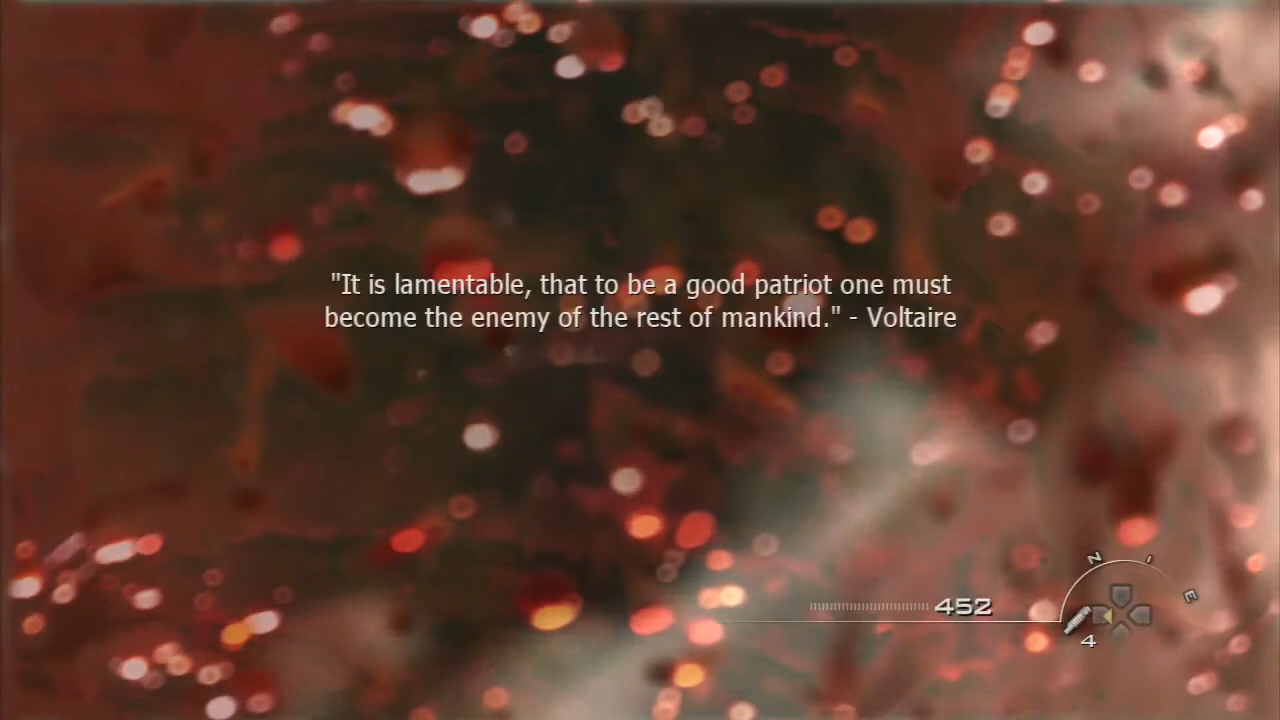 "It is lamentable, that to be a good patriot one must
become the enemy of the rest of mankind." - Voltaire
N
E
452
4